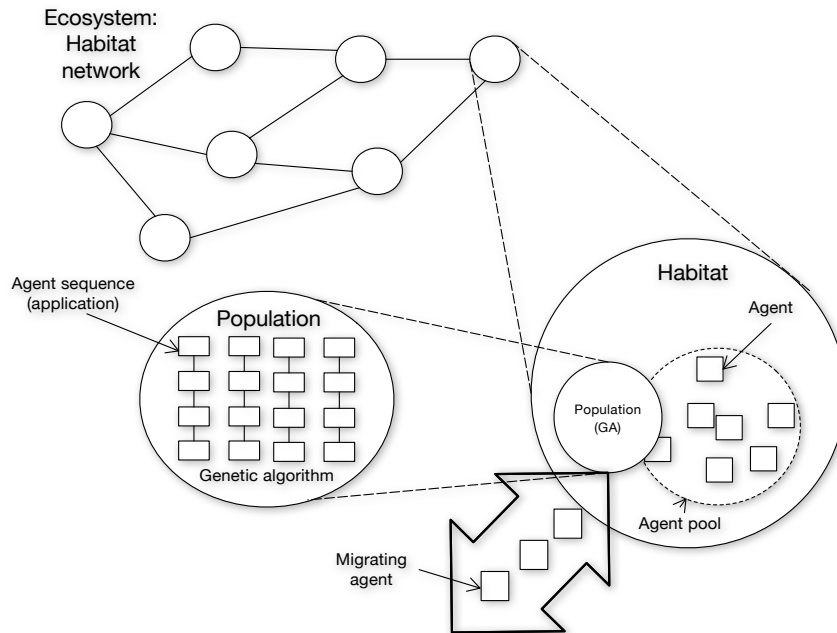 Ecosystem:
Habitat
network
Agent sequence
(application)
Population
Genetic algorithm
Habitat
Agent
Population
(GA)
Agent pool
Migrating
agent